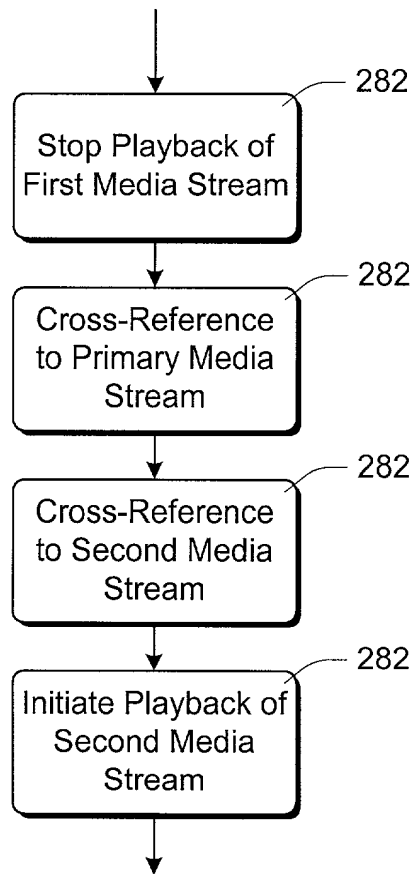 282
Stop Playback of
First Media Stream
282
Cross-Reference
to Primary Media
Stream
282
Cross-Reference
to Second Media
Stream
282
Initiate Playback of
Second Media
Stream